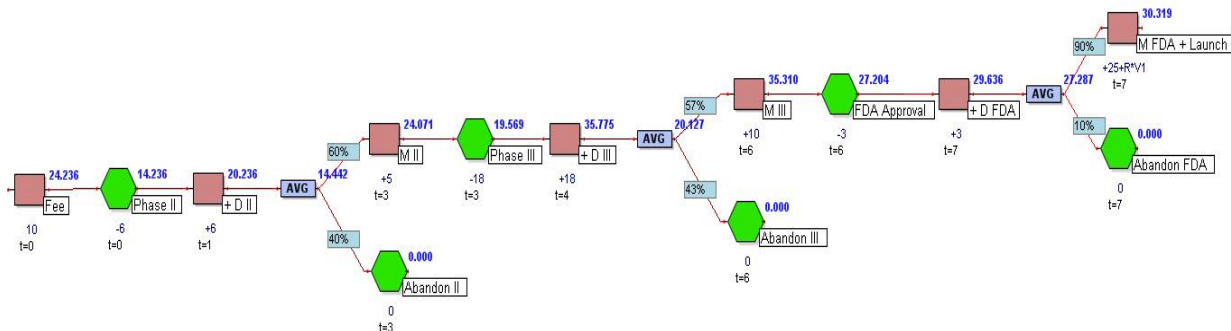 24.236
Fee
10
t=0
14.236
Phase II
-6
t=0
20.236
+ D II
+6
t=1
AVG
14.442
60%
24.071
M II
+5
t=3
19.569
Phase III
-18
t=3
35.775
+ D III
+18
t=4
40%
0.000
Abandon II
0
t=3
AVG
20.127
57%
35.310
M III
+10
t=6
27.204
FDA Approval
-3
t=6
29.636
+ D FDA
+3
t=7
43%
0.000
Abandon III
0
t=6
AVG
27.287
90%
30.319
M FDA + Launch
+25+R*V1
t=7
10%
0.000
Abandon FDA
0
t=7